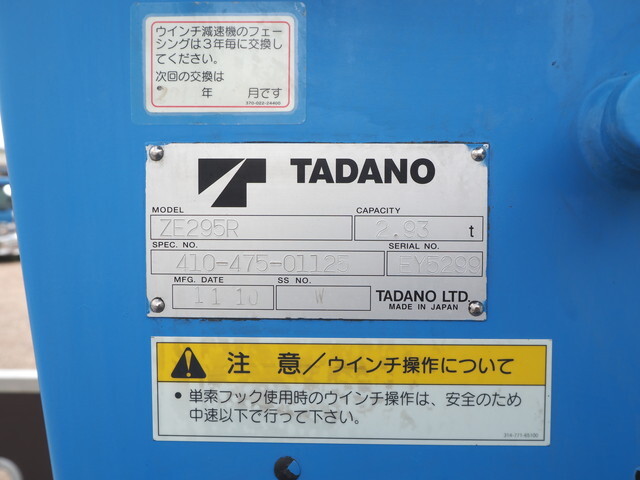 ウインチ減速機のフェー
シングは3年毎に交換し
てください。
次回の交換は
年 月です
TADANO
MODEL CAPACITY
ZE295R 2.93 t
SPEC. NO. SERIAL NO.
410-475-01125 EY5299
MFG. DATE SS NO.
11 10 W TADANO LTD.
MADE IN JAPAN
注 意/ウインチ操作について
• 単索フック使用時のウインチ操作は、安全のため
中速以下で行って下さい。